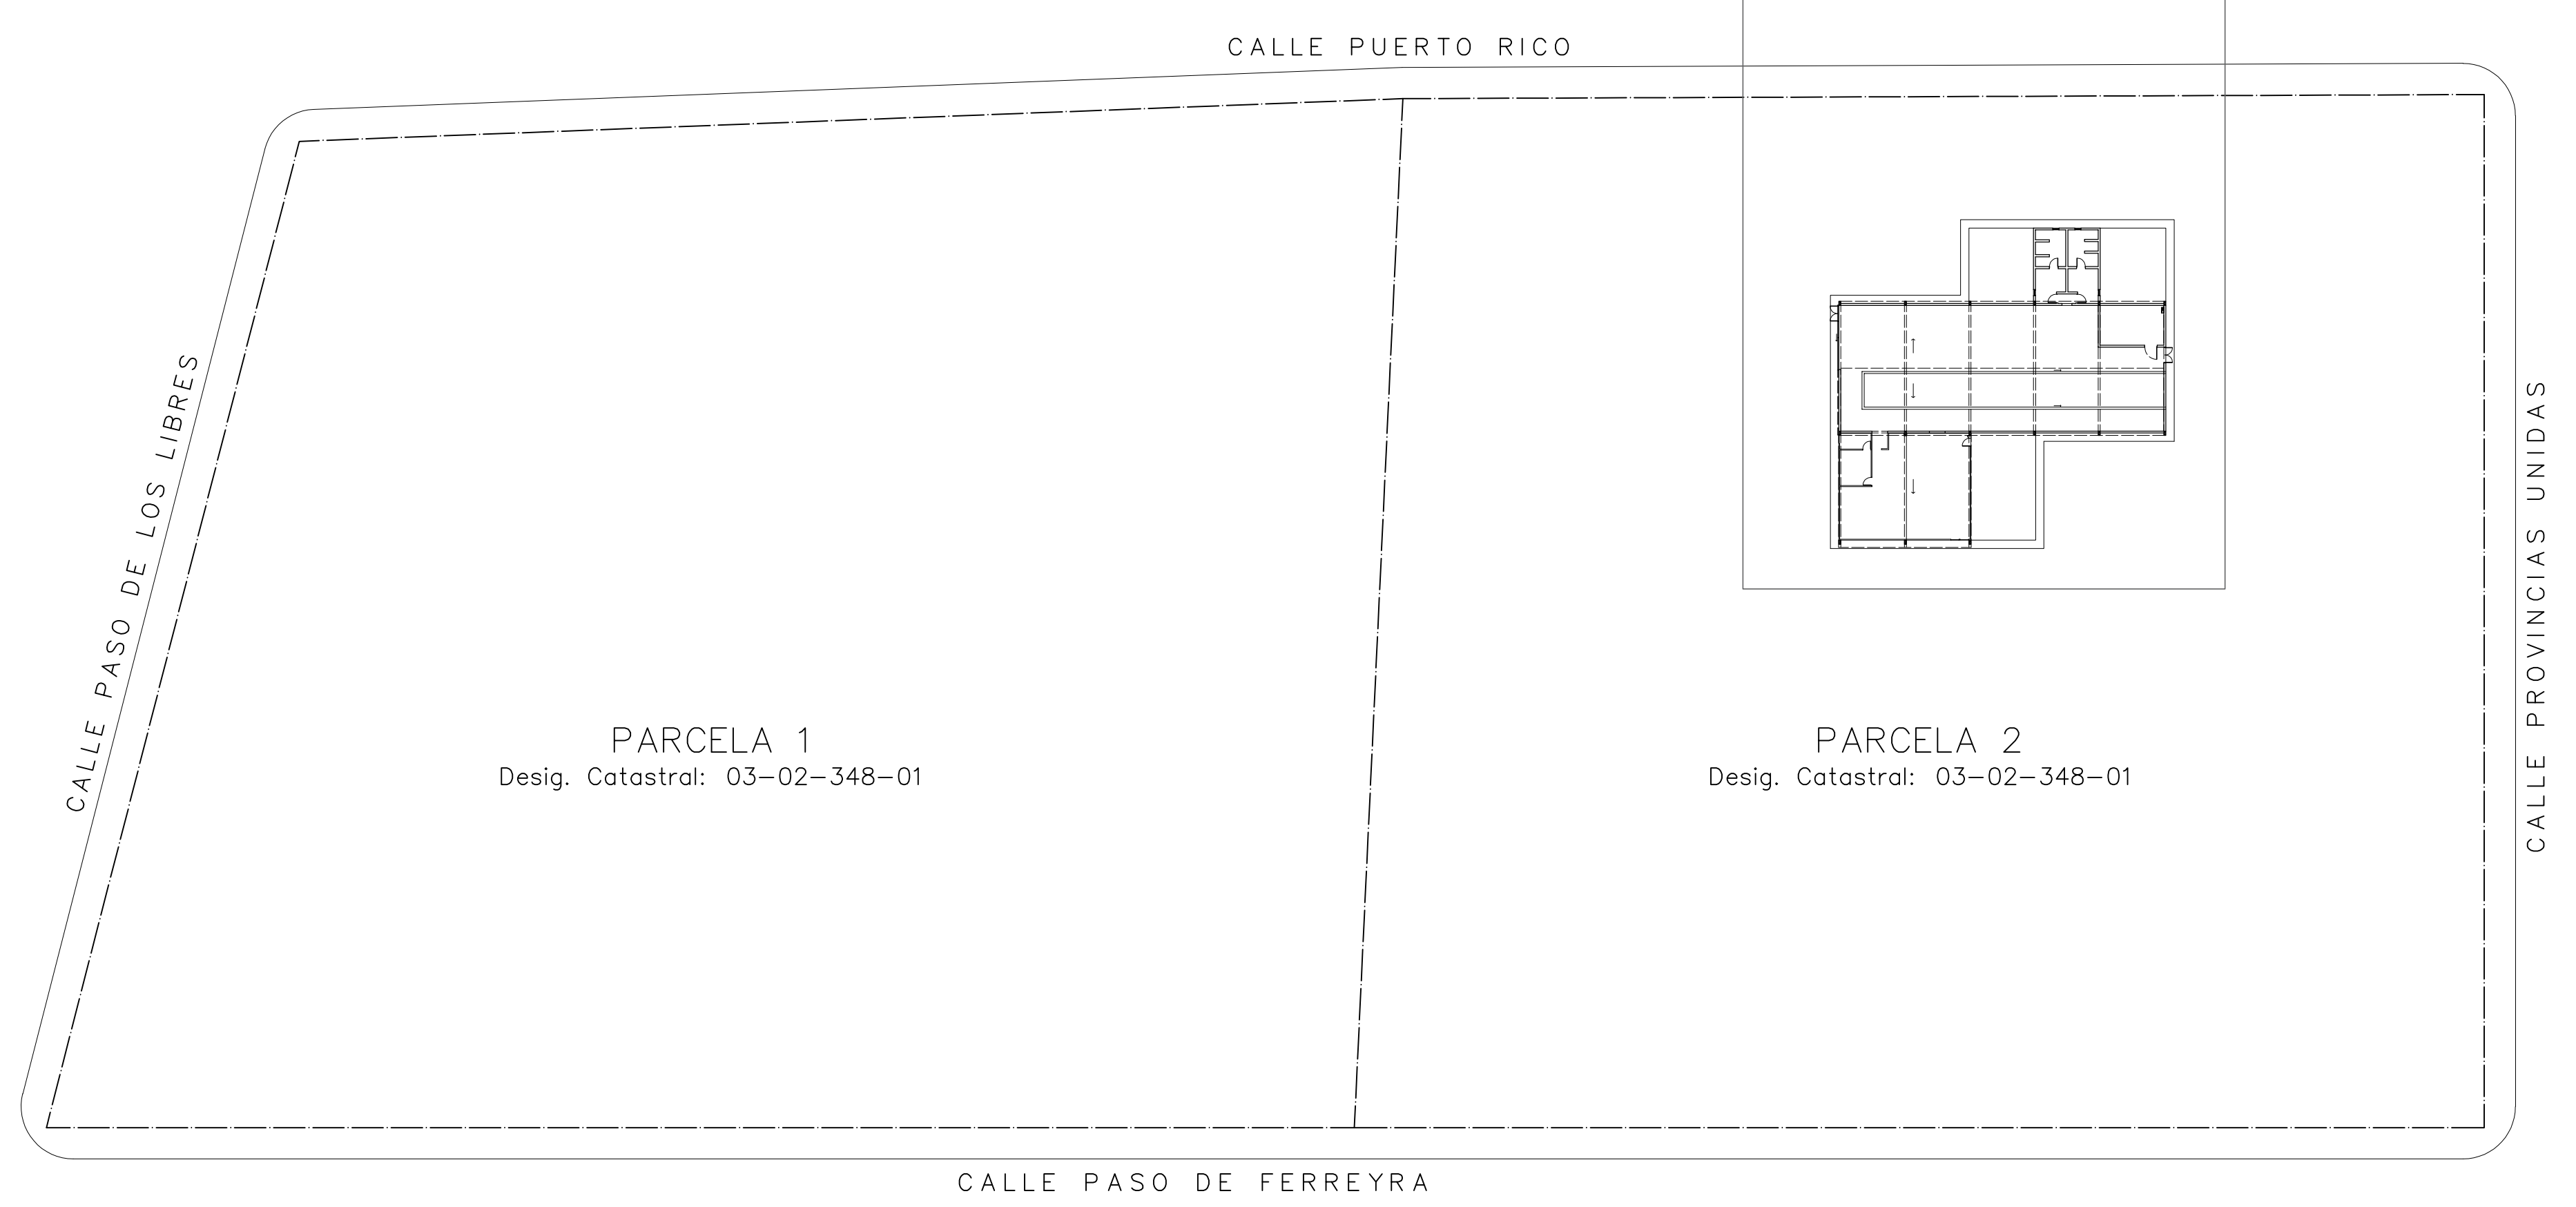 CALLE PUERTO RICO
CALLE PASO DE LOS LIBRES
CALLE PROVINCIAS UNIDAS
PARCELA 1
Desig. Catastral: 03-02-348-01
PARCELA 2
Desig. Catastral: 03-02-348-01
CALLE PASO DE FERREYRA